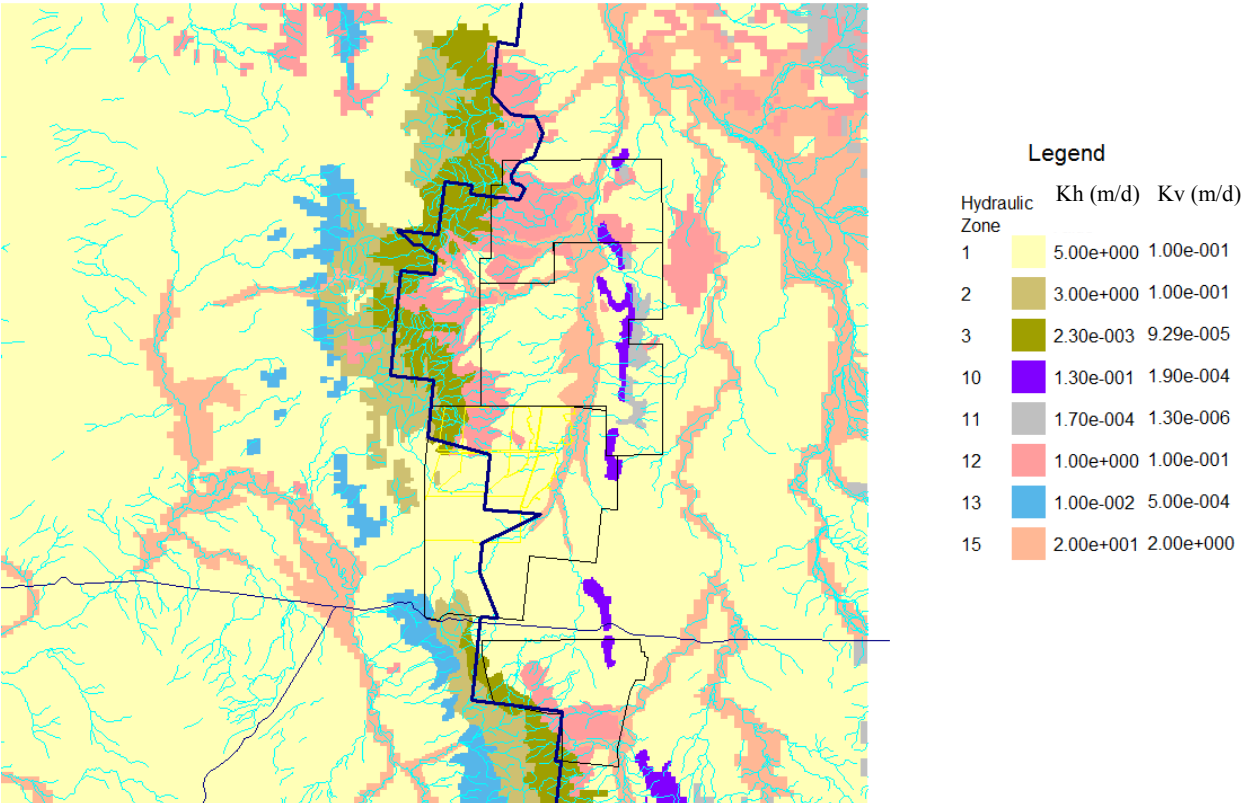 Legend
Hydraulic Zone Kh (m/d) Kv (m/d)
1 5.00e+000 1.00e-001
2 3.00e+000 1.00e-001
3 2.30e-003 9.29e-005
10 1.30e-001 1.90e-004
11 1.70e-004 1.30e-006
12 1.00e+000 1.00e-001
13 1.00e-002 5.00e-004
15 2.00e+001 2.00e+000